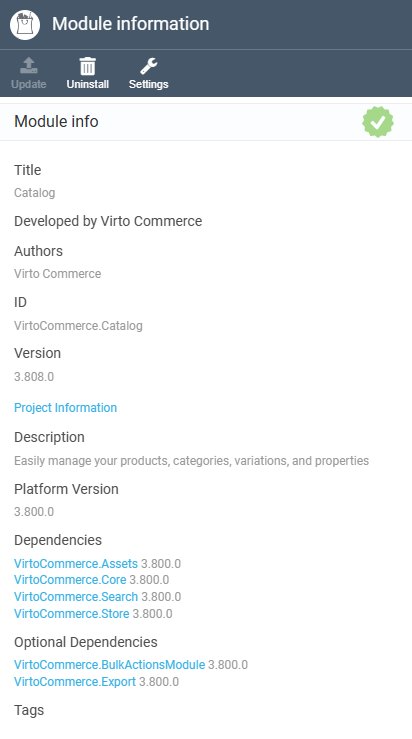 Module information
Update Uninstall Settings
Module info
Title
Catalog
Developed by Virto Commerce
Authors
Virto Commerce
ID
VirtoCommerce.Catalog
Version
3.808.0
Project Information
Description
Easily manage your products, categories, variations, and properties
Platform Version
3.800.0
Dependencies
VirtoCommerce.Assets 3.800.0
VirtoCommerce.Core 3.800.0
VirtoCommerce.Search 3.800.0
VirtoCommerce.Store 3.800.0
Optional Dependencies
VirtoCommerce.BulkActionsModule 3.800.0
VirtoCommerce.Export 3.800.0
Tags